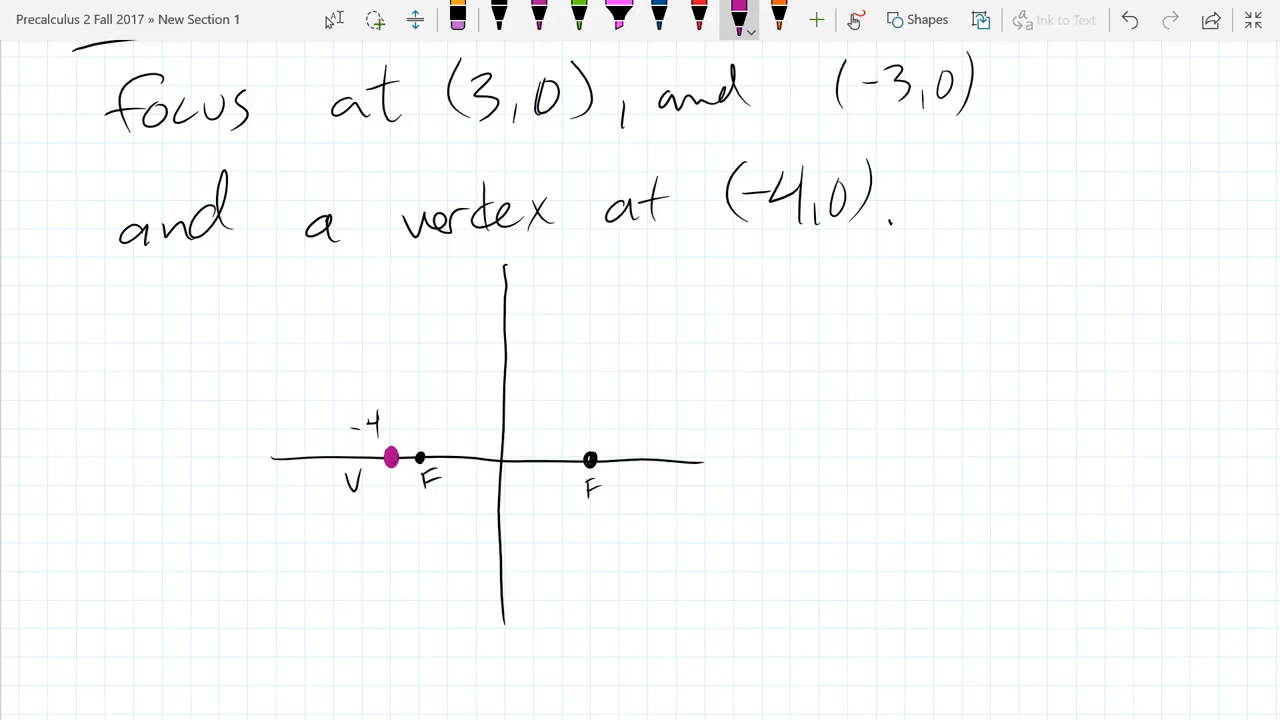 Precalculus 2 Fall 2017 » New Section 1
Shapes
Ink to Text
focus at (3,0), and (-3,0)
and a vertex at (-4,0).
-4
V F F